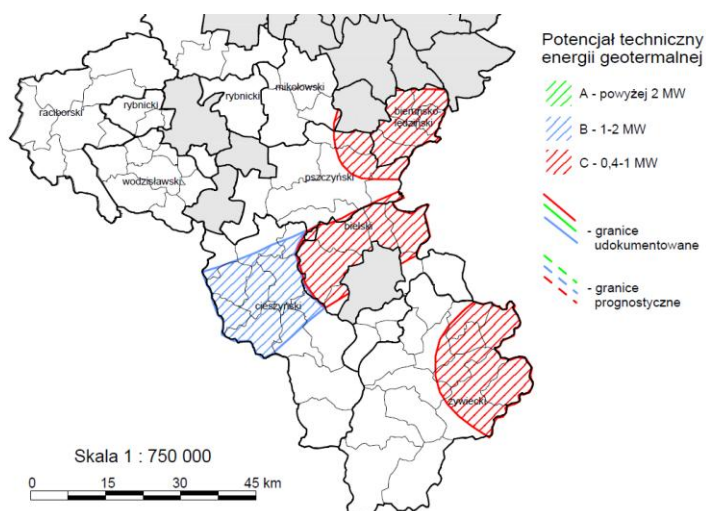 Potencjał techniczny
energii geotermalnej
A - powyżej 2 MW
B - 1-2 MW
C - 0,4-1 MW
- granice
udokumentowane
- granice
prognostyczne
mikołowski
rybnicki
rybnicki
raciborski
bieruńsko
lędziński
pszczyński
wodzisławski
bielski
cieszyński
żywiecki
Skala 1 : 750 000
0 15 30 45 km